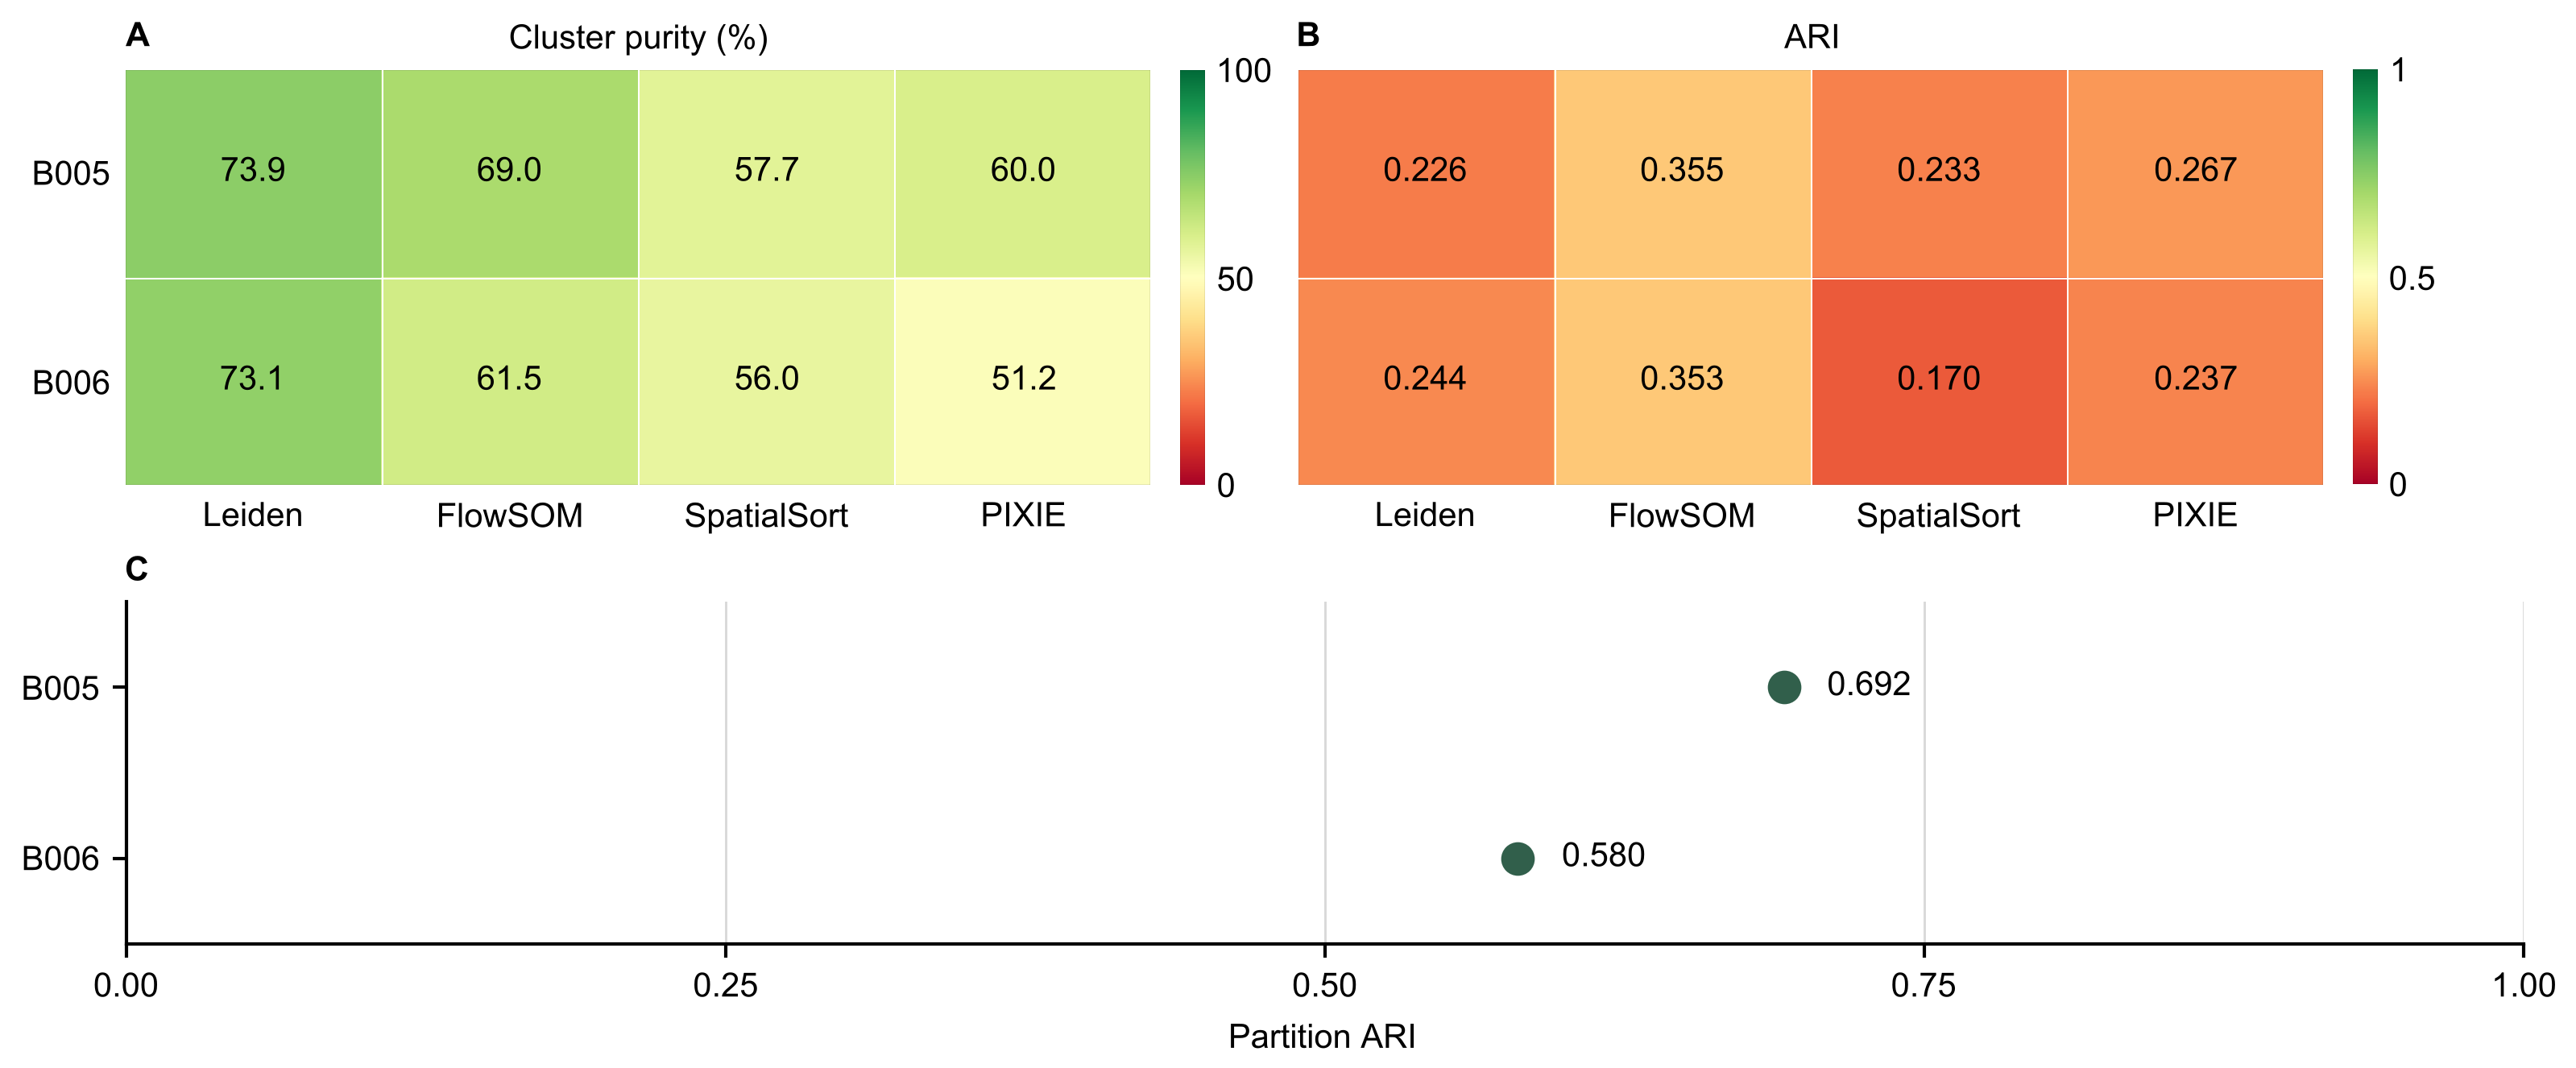 A
Cluster purity (%)
B005
73.9 69.0 57.7 60.0
B006
73.1 61.5 56.0 51.2
Leiden FlowSOM SpatialSort PIXIE
100
50
0
B
ARI
0.226 0.355 0.233 0.267
0.244 0.353 0.170 0.237
Leiden FlowSOM SpatialSort PIXIE
1
0.5
0
C
B005
0.692
B006
0.580
0.00 0.25 0.50 0.75 1.00
Partition ARI